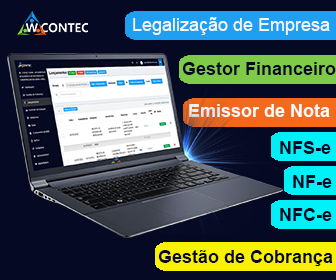 W CONTEC
Legalização de Empresa
Gestor Financeiro
Emissor de Nota
NFS-e
NF-e
NFC-e
Gestão de Cobrança